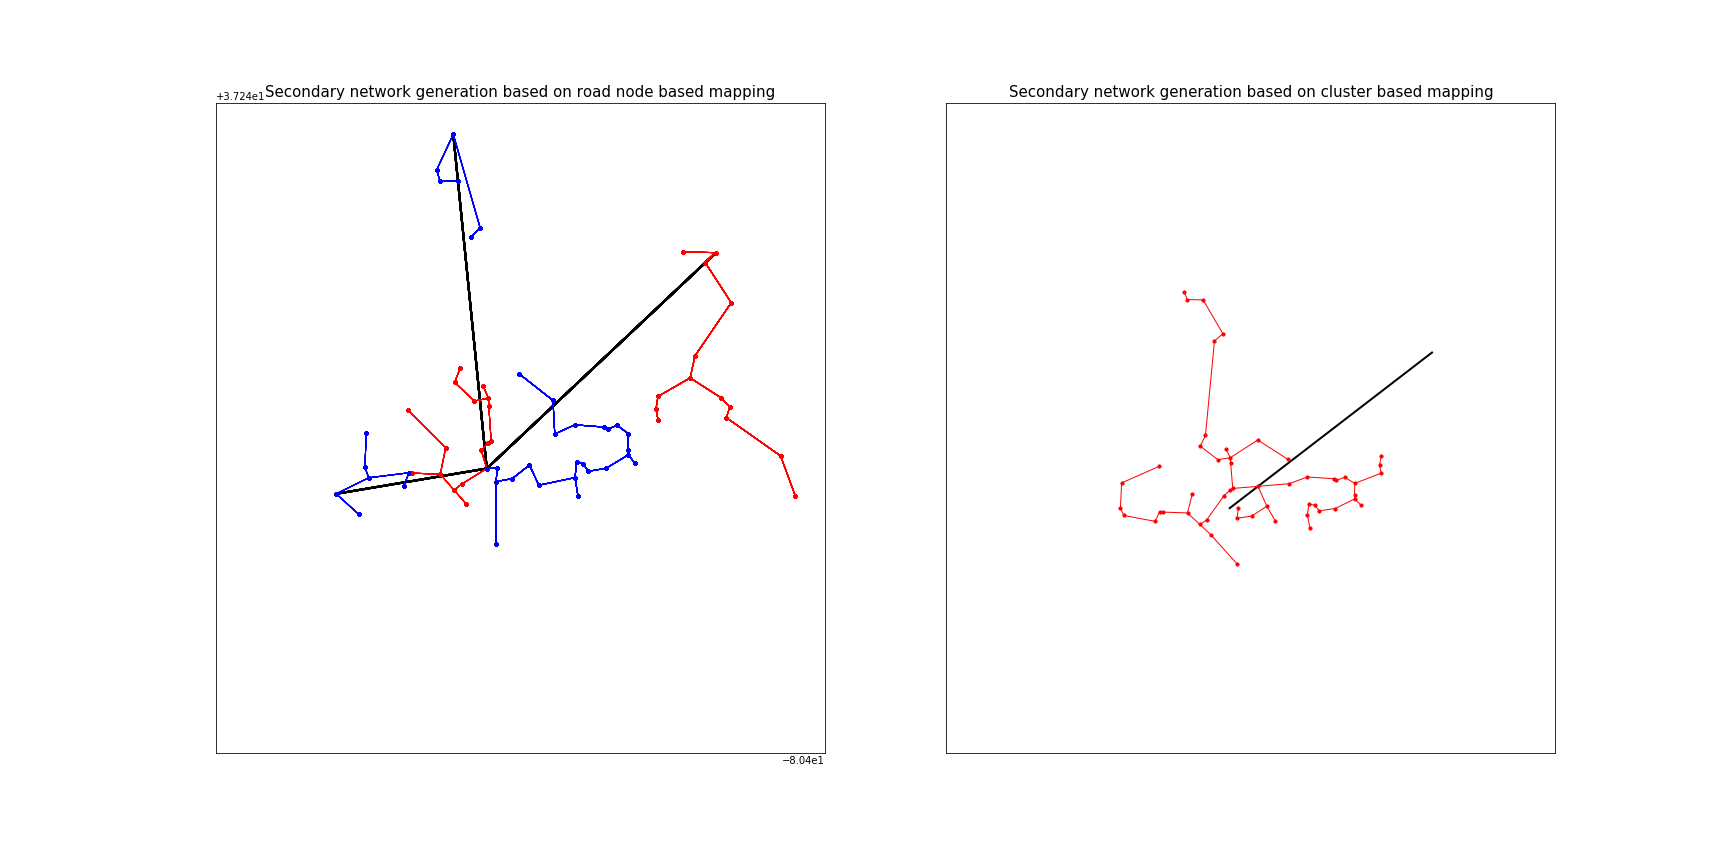 Secondary network generation based on road node based mapping
+3.724e1
−8.04e1
Secondary network generation based on cluster based mapping